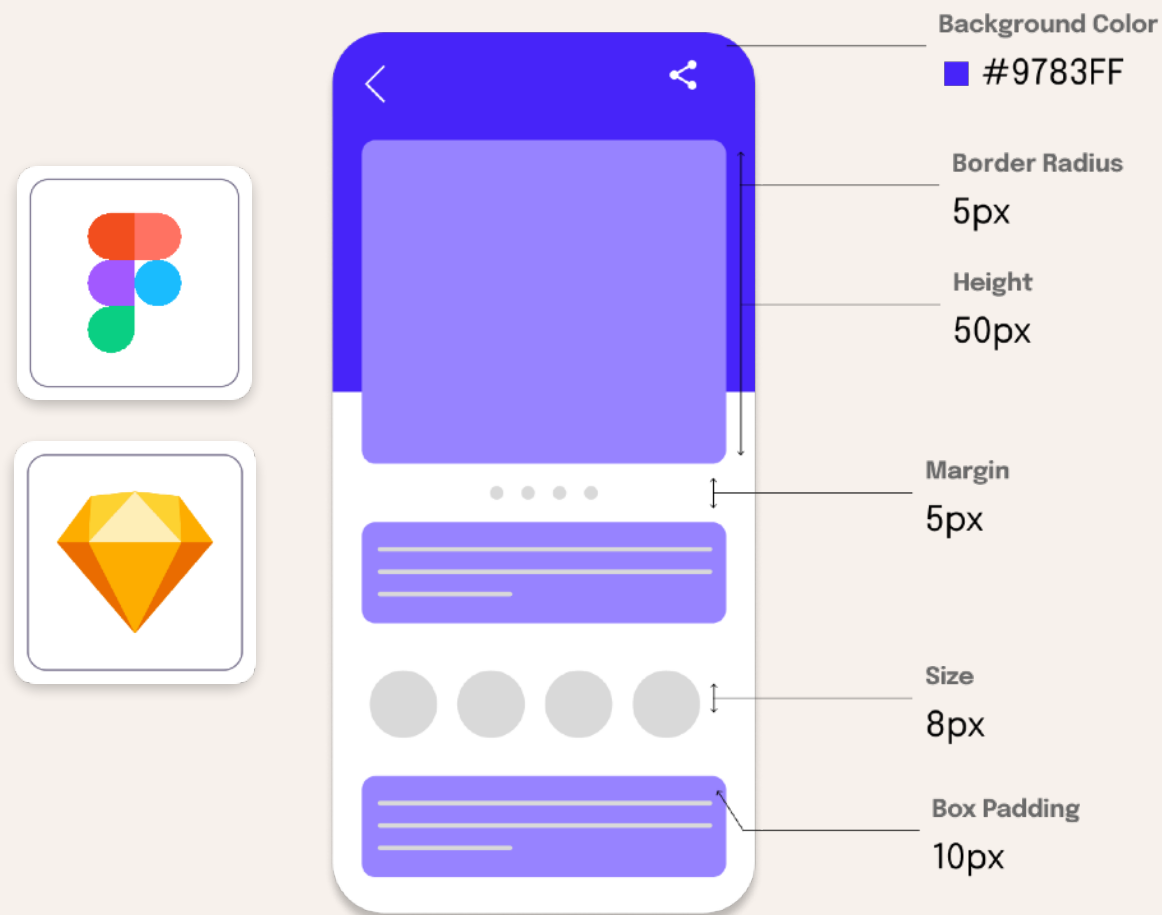 Background Color
#9783FF
Border Radius
5px
Height
50px
Margin
5px
Size
8px
Box Padding
10px